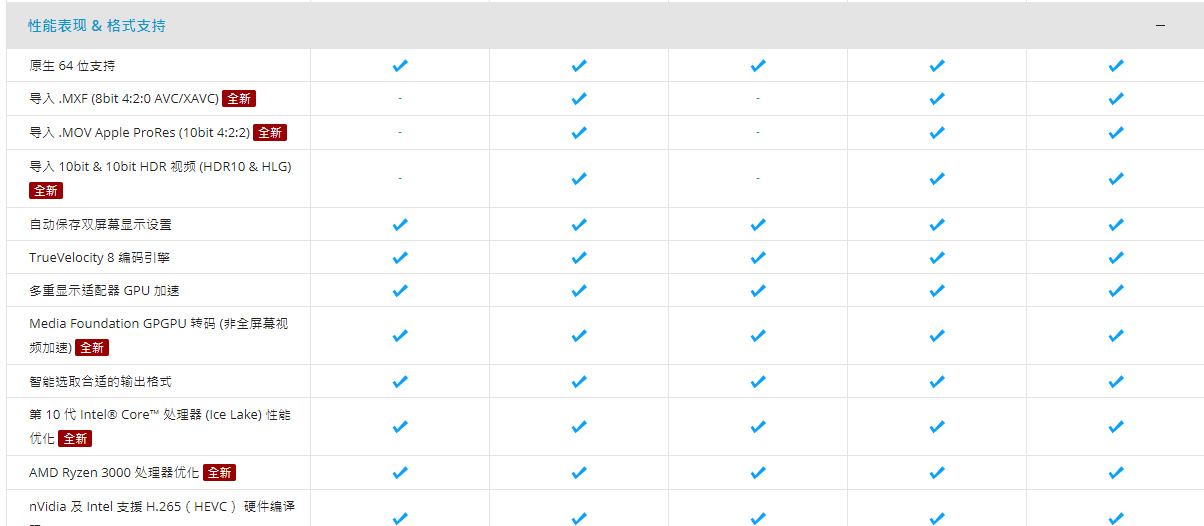 性能表现 & 格式支持
原生 64 位支持
导入 .MXF (8bit 4:2:0 AVC/XAVC) 全新
- -
导入 .MOV Apple ProRes (10bit 4:2:2) 全新
- -
导入 10bit & 10bit HDR 视频 (HDR10 & HLG)
全新
- -
自动保存双屏幕显示设置
TrueVelocity 8 编码引擎
多重显示适配器 GPU 加速
Media Foundation GPGPU 转码 (非全屏幕视
频加速) 全新
智能选取合适的输出格式
第 10 代 Intel® Core™ 处理器 (Ice Lake) 性能
优化 全新
AMD Ryzen 3000 处理器优化 全新
nVidia 及 Intel 支援 H.265（HEVC） 硬件编译